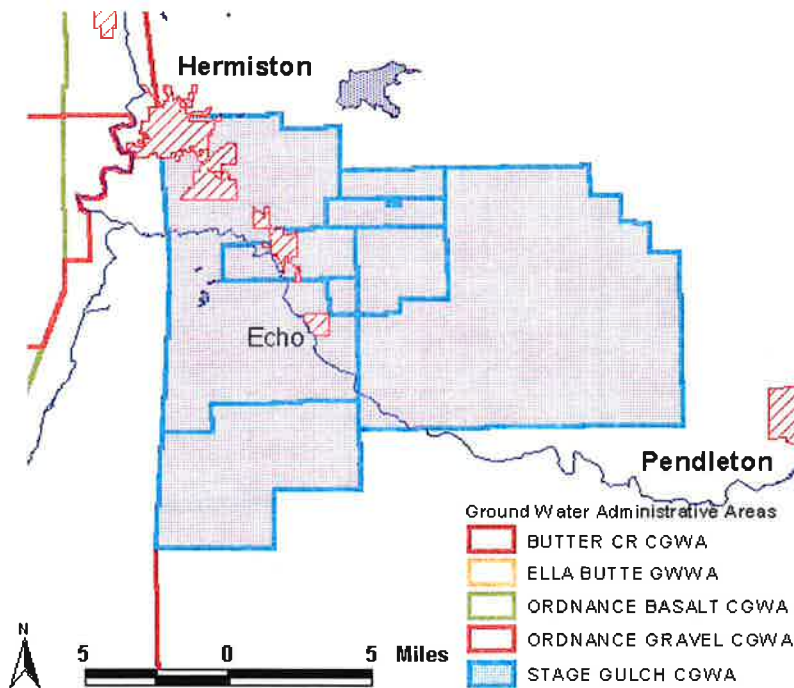 Hermiston
Echo
Pendleton
Ground Water Administrative Areas
BUTTER CR CGWA
ELLA BUTTE GWWA
ORDNANCE BASALT CGWA
ORDNANCE GRAVEL CGWA
STAGE GULCH CGWA
N
5 0 5 Miles